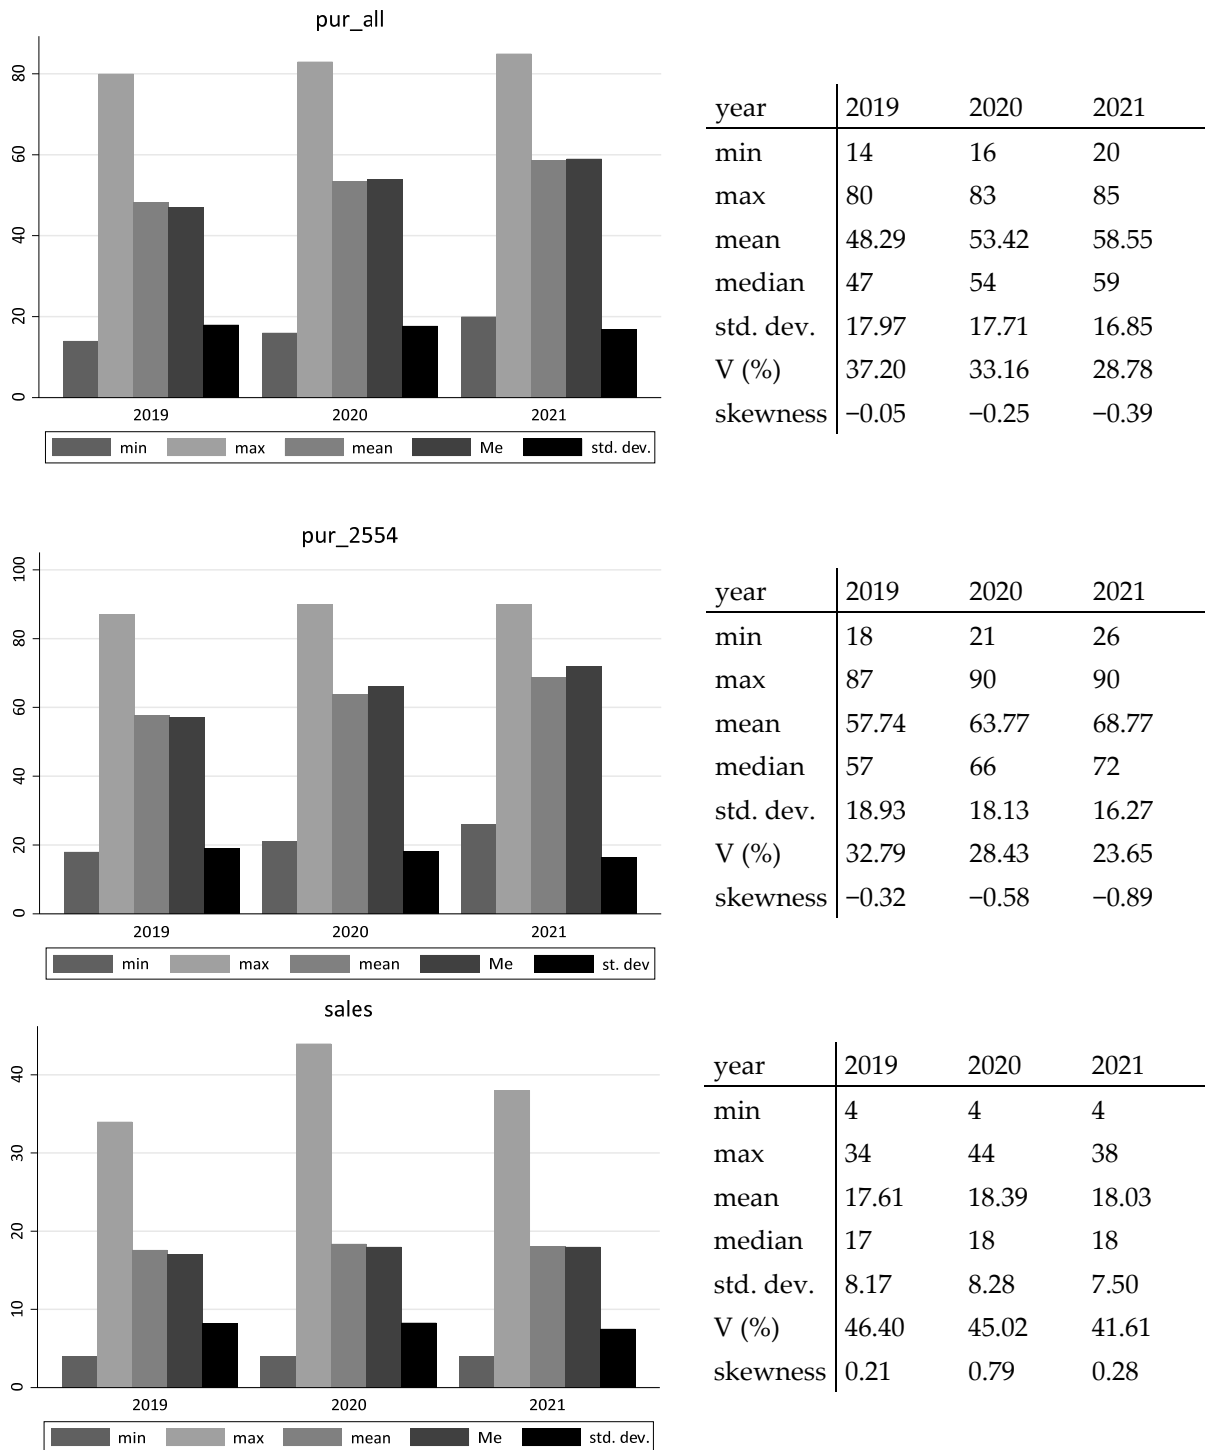 pur_all
80
60
40
20
0
2019 2020 2021
min max mean Me std. dev.
year 2019 2020 2021
min 14 16 20
max 80 83 85
mean 48.29 53.42 58.55
median 47 54 59
std. dev. 17.97 17.71 16.85
V (%) 37.20 33.16 28.78
skewness −0.05 −0.25 −0.39
pur_2554
100
80
60
40
20
0
2019 2020 2021
min max mean Me st. dev
year 2019 2020 2021
min 18 21 26
max 87 90 90
mean 57.74 63.77 68.77
median 57 66 72
std. dev. 18.93 18.13 16.27
V (%) 32.79 28.43 23.65
skewness −0.32 −0.58 −0.89
sales
40
30
20
10
0
2019 2020 2021
min max mean Me std. dev.
year 2019 2020 2021
min 4 4 4
max 34 44 38
mean 17.61 18.39 18.03
median 17 18 18
std. dev. 8.17 8.28 7.50
V (%) 46.40 45.02 41.61
skewness 0.21 0.79 0.28